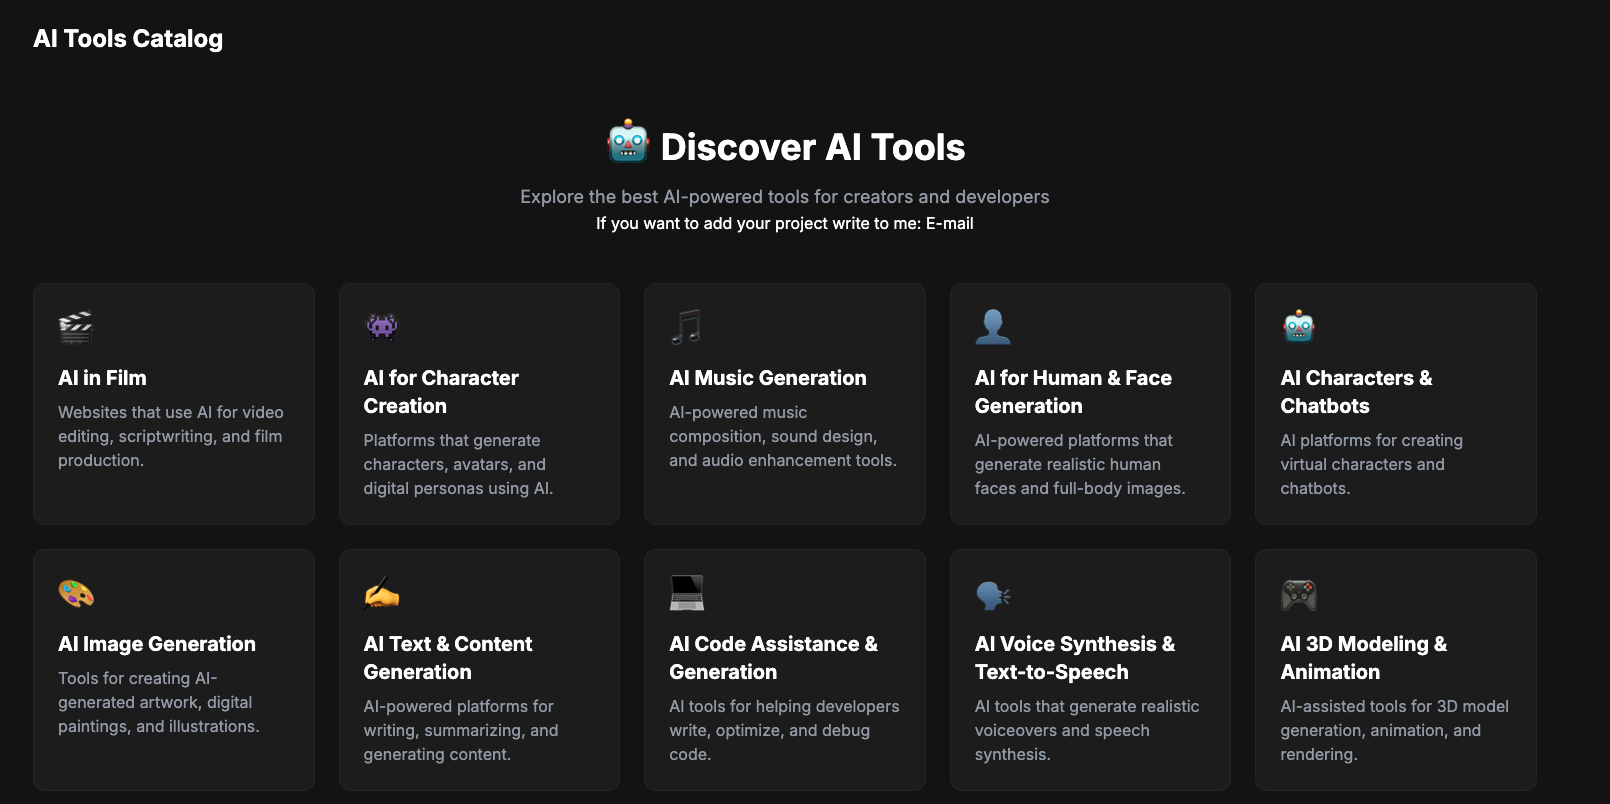 AI Tools Catalog
Discover AI Tools
Explore the best AI-powered tools for creators and developers
If you want to add your project write to me: E-mail
AI in Film
Websites that use AI for video
editing, scriptwriting, and film
production.
AI for Character
Creation
Platforms that generate
characters, avatars, and
digital personas using AI.
AI Music Generation
AI-powered music
composition, sound design,
and audio enhancement tools.
AI for Human & Face
Generation
AI-powered platforms that
generate realistic human
faces and full-body images.
AI Characters &
Chatbots
AI platforms for creating
virtual characters and
chatbots.
AI Image Generation
Tools for creating AI-
generated artwork, digital
paintings, and illustrations.
AI Text & Content
Generation
AI-powered platforms for
writing, summarizing, and
generating content.
AI Code Assistance &
Generation
AI tools for helping developers
write, optimize, and debug
code.
AI Voice Synthesis &
Text-to-Speech
AI tools that generate realistic
voiceovers and speech
synthesis.
AI 3D Modeling &
Animation
AI-assisted tools for 3D model
generation, animation, and
rendering.